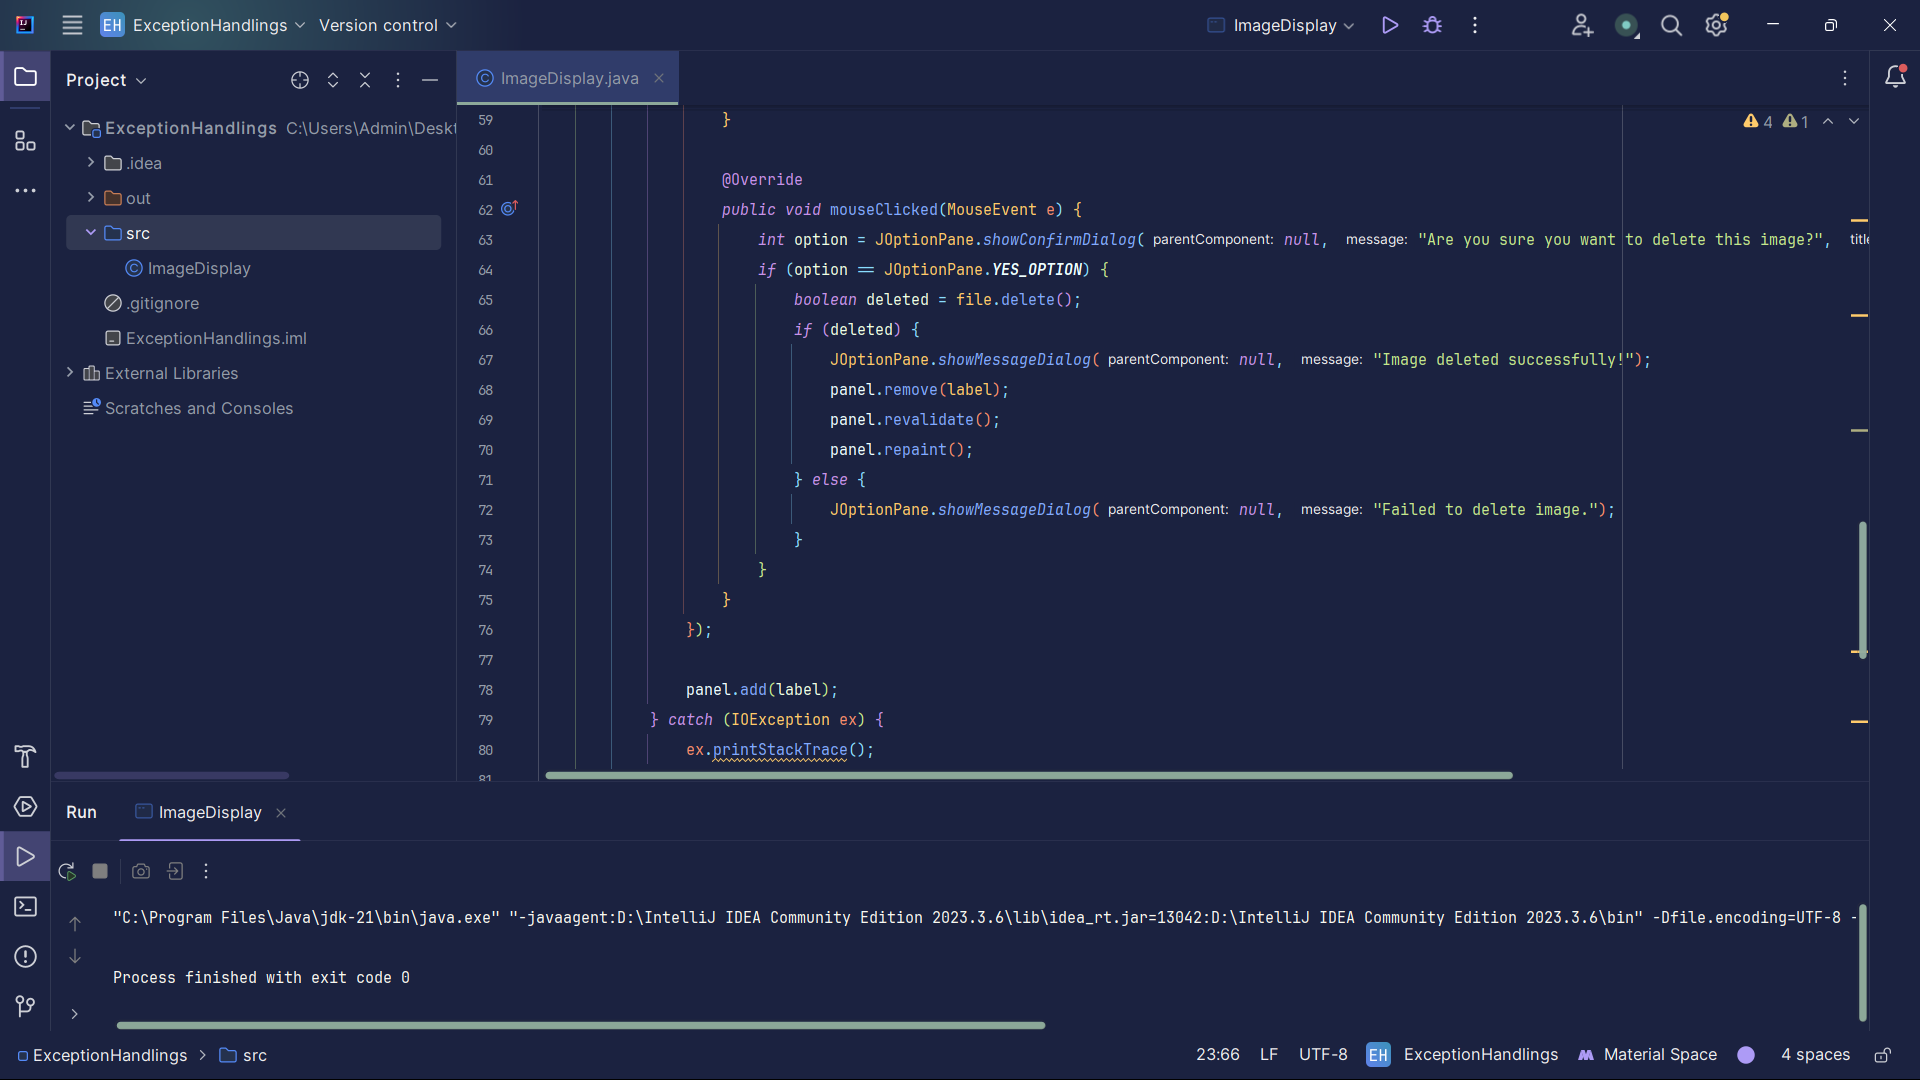 EH ExceptionHandlings Version control ImageDisplay
Project
ImageDisplay.java
ExceptionHandlings C:\Users\Admin\Deskt
.idea
out
src
ImageDisplay
.gitignore
ExceptionHandlings.iml
External Libraries
Scratches and Consoles
4 1
59 }
60
61 @Override
62 public void mouseClicked(MouseEvent e) {
63 int option = JOptionPane.showConfirmDialog( parentComponent: null, message: "Are you sure you want to delete this image?", title
64 if (option == JOptionPane.YES_OPTION) {
65 boolean deleted = file.delete();
66 if (deleted) {
67 JOptionPane.showMessageDialog( parentComponent: null, message: "Image deleted successfully!");
68 panel.remove(label);
69 panel.revalidate();
70 panel.repaint();
71 } else {
72 JOptionPane.showMessageDialog( parentComponent: null, message: "Failed to delete image.");
73 }
74 }
75 }
76 });
77
78 panel.add(label);
79 } catch (IOException ex) {
80 ex.printStackTrace();
81
Run ImageDisplay
"C:\Program Files\Java\jdk-21\bin\java.exe" "-javaagent:D:\IntelliJ IDEA Community Edition 2023.3.6\lib\idea_rt.jar=13042:D:\IntelliJ IDEA Community Edition 2023.3.6\bin" -Dfile.encoding=UTF-8 -
Process finished with exit code 0
ExceptionHandlings > src 23:66 LF UTF-8 EH ExceptionHandlings Material Space 4 spaces